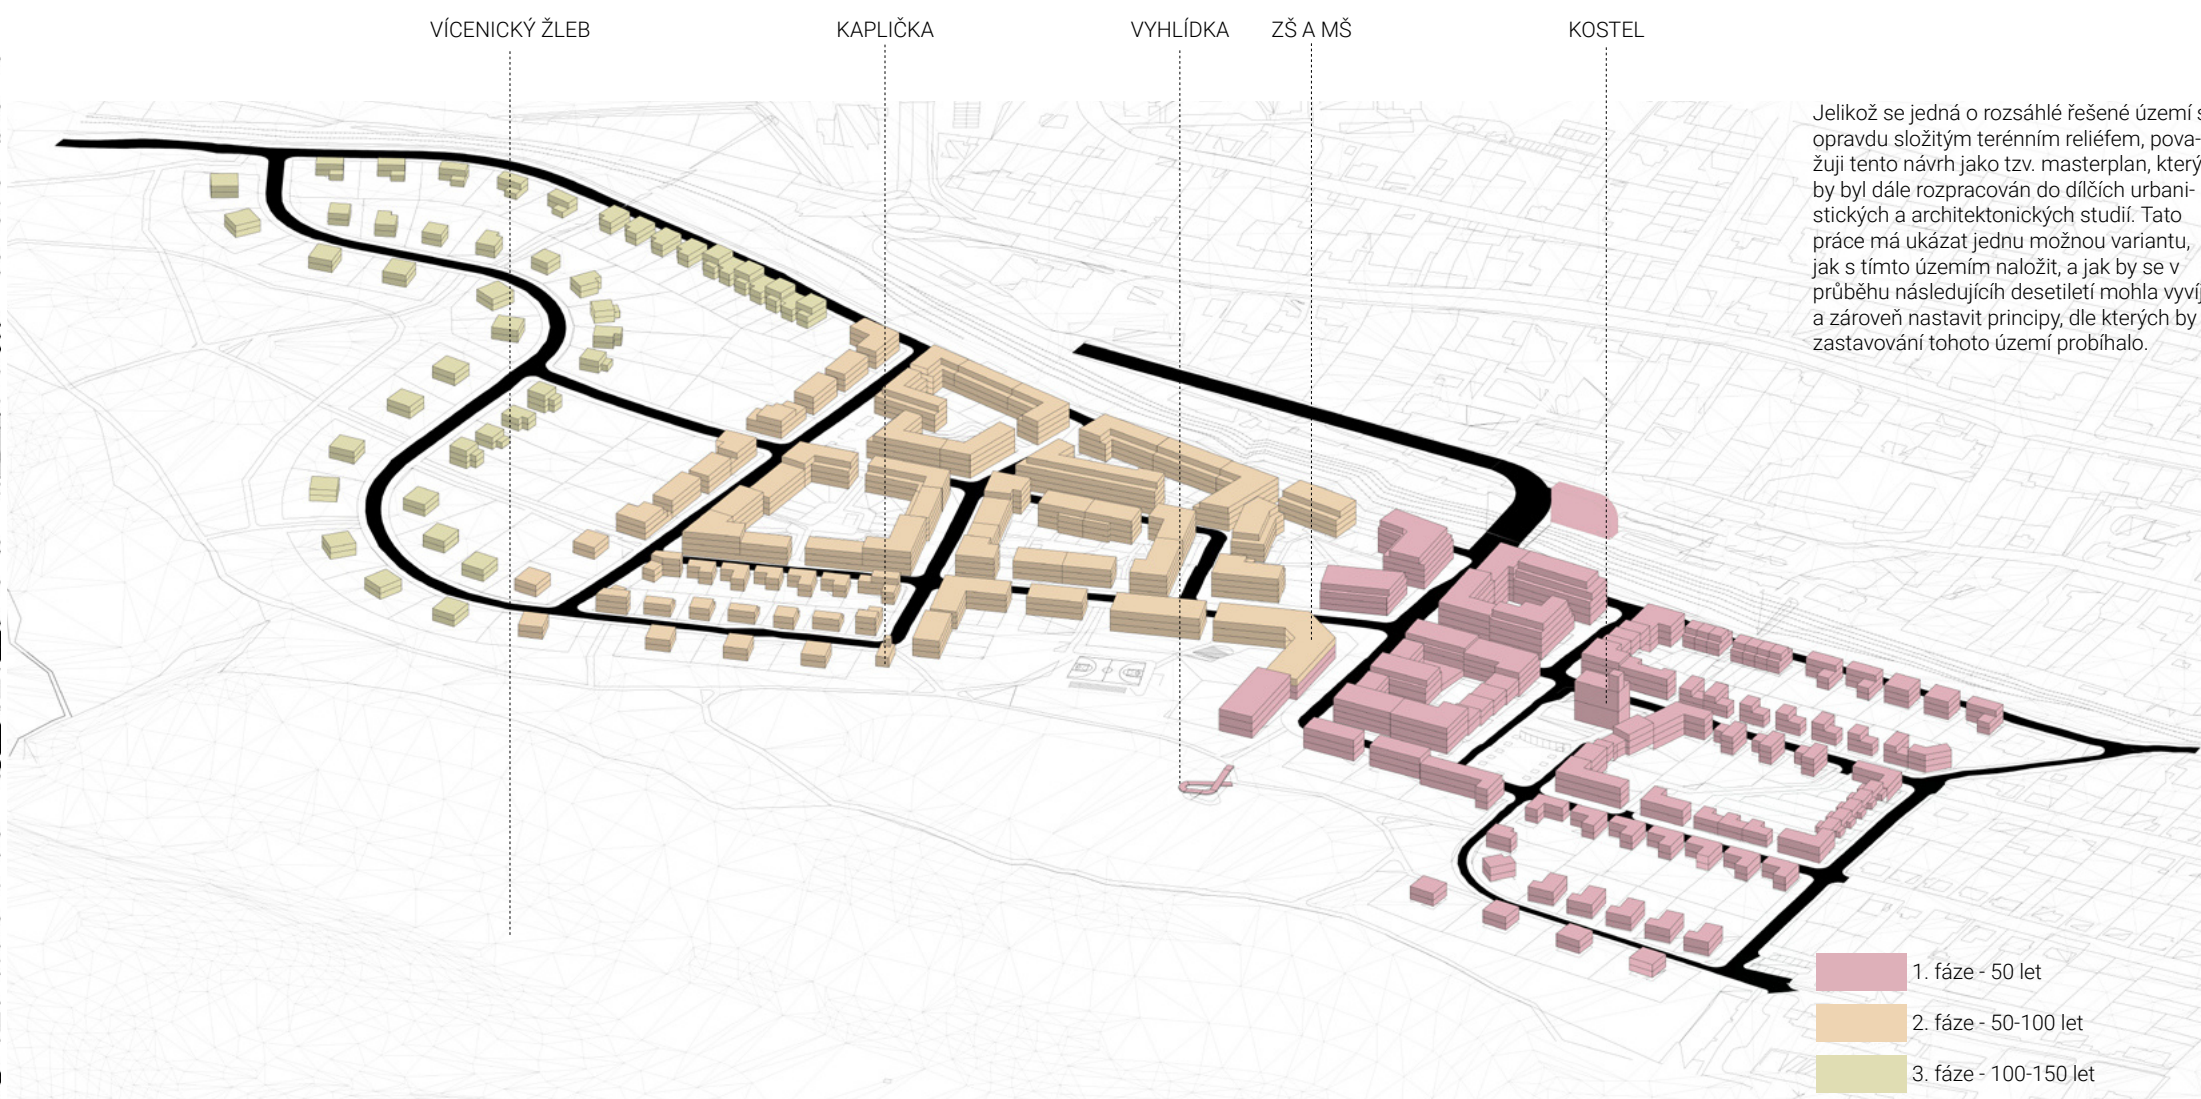 VÍCENICKÝ ŽLEB
KAPLIČKA
VYHLÍDKA
ZŠ A MŠ
KOSTEL
Jelikož se jedná o rozsáhlé řešené území s
opravdu složitým terénním reliéfem, pova-
žuji tento návrh jako tzv. masterplan, který
by byl dále rozpracován do dílčích urbani-
stických a architektonických studií. Tato
práce má ukázat jednu možnou variantu,
jak s tímto územím naložit, a jak by se v
průběhu následujícíh desetiletí mohla vyvíj
a zároveň nastavit principy, dle kterých by
zastavování tohoto území probíhalo.
1. fáze - 50 let
2. fáze - 50-100 let
3. fáze - 100-150 let